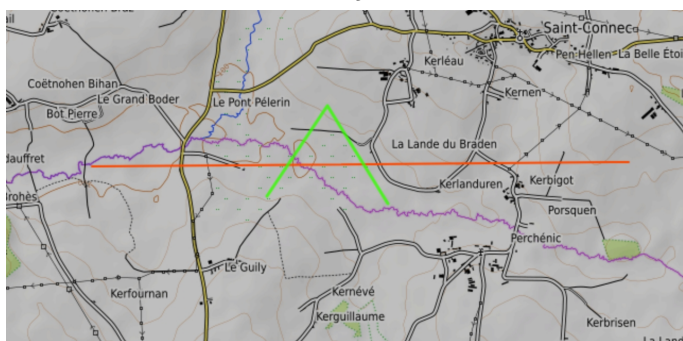 Saint-Connec
Pen Hellen
La Belle Étoi
Kerléau
Coëtnohen Bihan
Le Grand Boder
Le Pont Pélerin
Kernen
Bot Pierre
La Lande du Braden
dauffret
Kerlanduren
Kerbigot
Brohès
Porsquen
Perchénic
Le Guily
Kerfournan
Kernévé
Kerguillaume
Kerbrisen